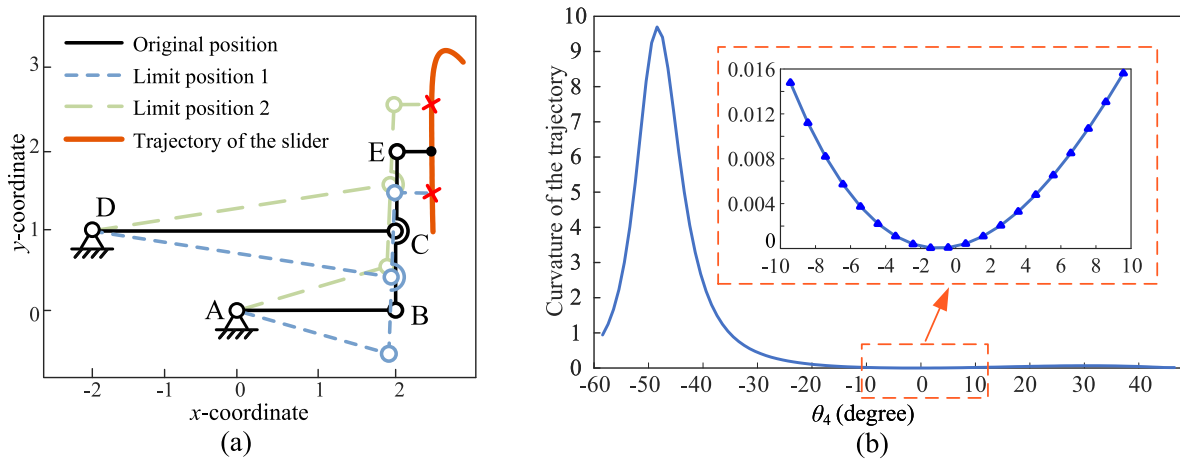 Original position
Limit position 1
Limit position 2
Trajectory of the slider
3
2
1
0
y-coordinate
D
E
C
A
B
-2 -1 0 1 2
x-coordinate
(a)
10
9
8
7
6
5
4
3
2
1
0
Curvature of the trajectory
0.016
0.012
0.008
0.004
0
-10 -8 -6 -4 -2 0 2 4 6 8 10
-60 -50 -40 -30 -20 -10 0 10 20 30 40
θ4 (degree)
(b)